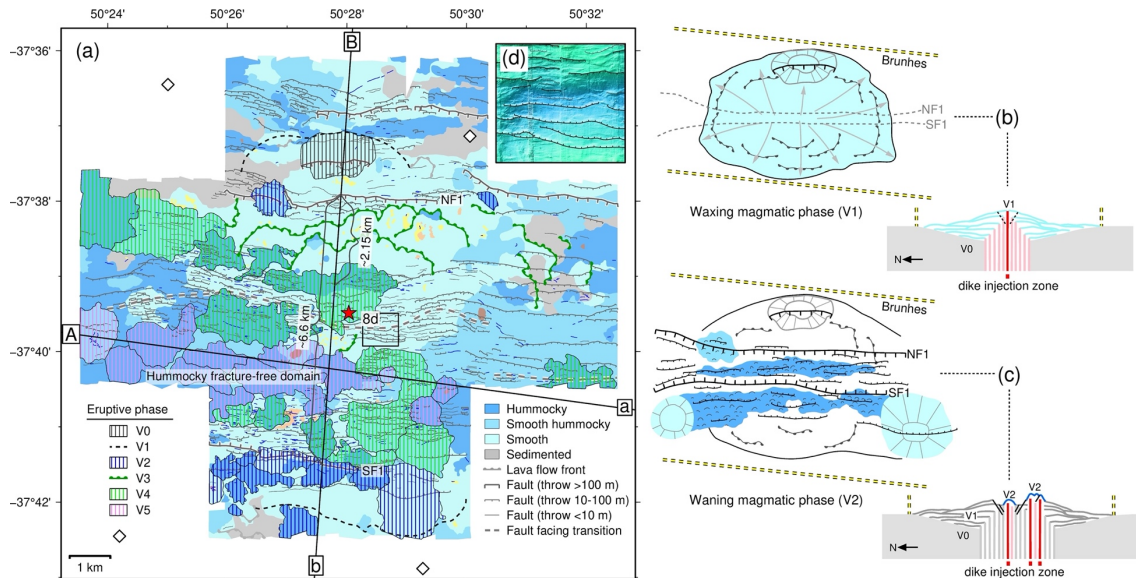 50°24'
50°26'
50°28'
50°30'
50°32'
−37°36'
−37°38'
−37°40'
−37°42'
(a)
B
(d)
NF1
~2.15 km
~6.6 km
8d
A
Hummocky fracture-free domain
a
SF1
b
Eruptive phase
V0
V1
V2
V3
V4
V5
1 km
Hummocky
Smooth hummocky
Smooth
Sedimented
Lava flow front
Fault (throw >100 m)
Fault (throw 10-100 m)
Fault (throw <10 m)
Fault facing transition
Brunhes
NF1
SF1
(b)
Waxing magmatic phase (V1)
V1
V0
N
dike injection zone
Brunhes
NF1
SF1
(c)
Waning magmatic phase (V2)
V2
V2
V1
V0
N
dike injection zone